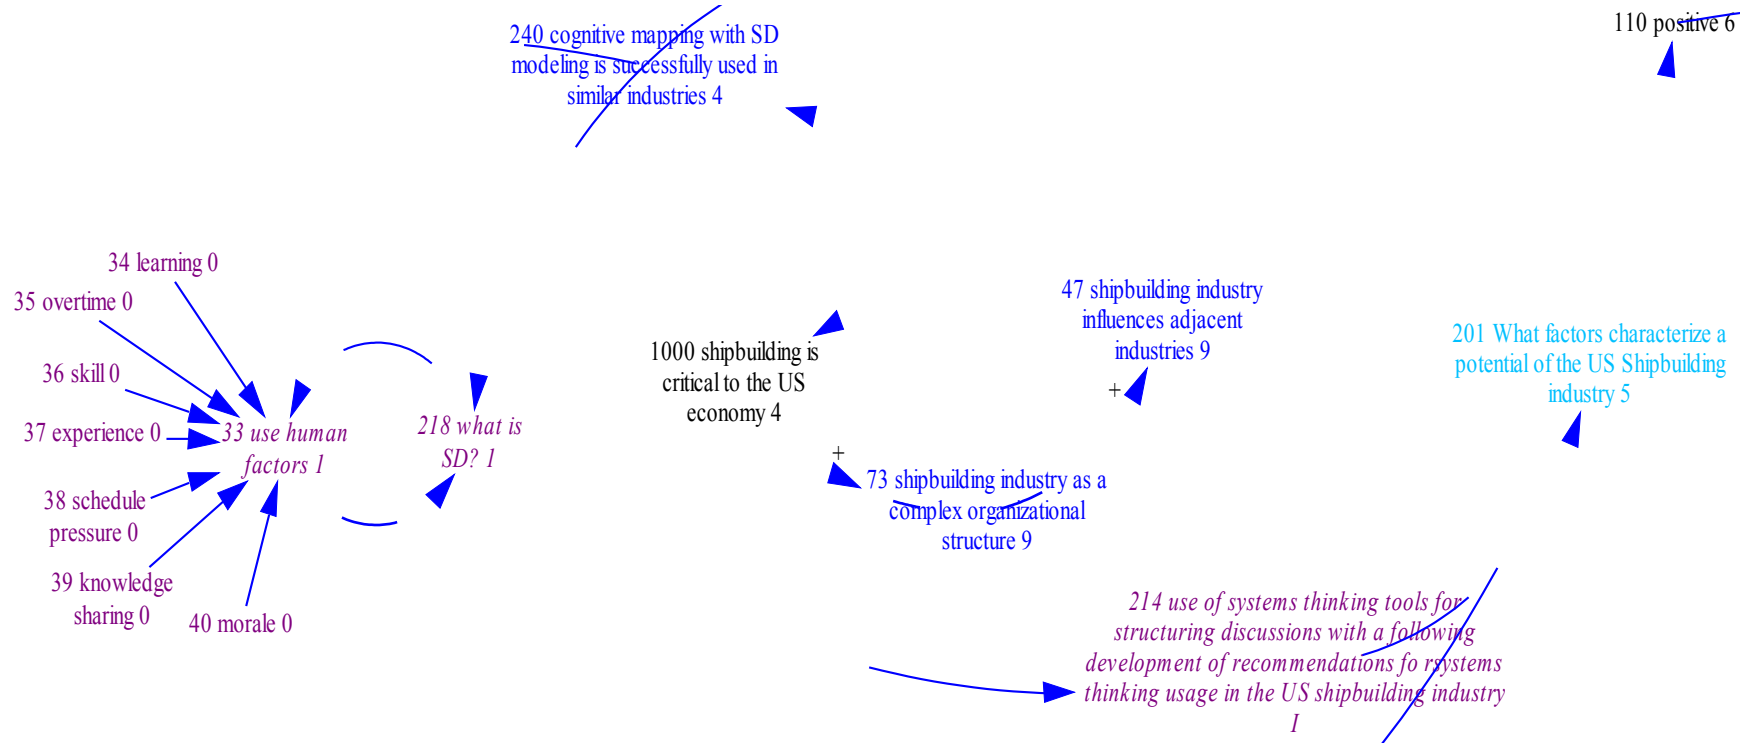 240 cognitive mapping with SD
modeling is successfully used in
similar industries 4
110 positive 6
34 learning 0
35 overtime 0
36 skill 0
37 experience 0
38 schedule
pressure 0
39 knowledge
sharing 0
40 morale 0
33 use human
factors 1
218 what is
SD? 1
1000 shipbuilding is
critical to the US
economy 4
+
73 shipbuilding industry as a
complex organizational
structure 9
47 shipbuilding industry
influences adjacent
industries 9
+
201 What factors characterize a
potential of the US Shipbuilding
industry 5
214 use of systems thinking tools for
structuring discussions with a following
development of recommendations fo rsystems
thinking usage in the US shipbuilding industry
1